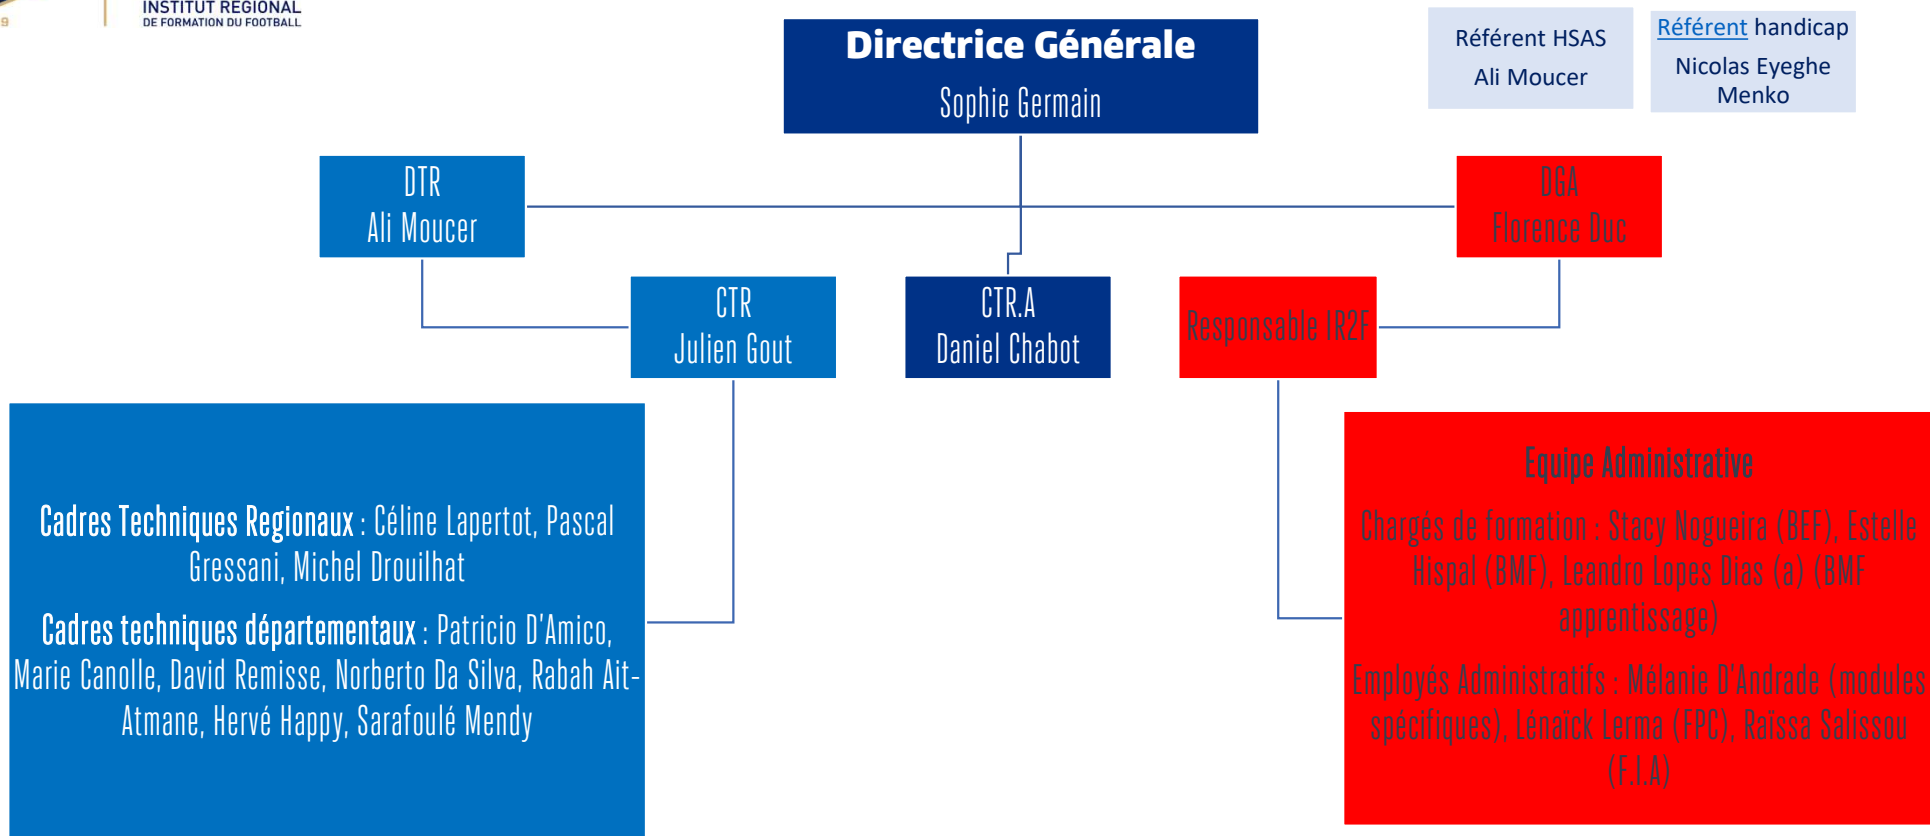 INSTITUT REGIONAL
DE FORMATION DU FOOTBALL
9
Directrice Générale
Sophie Germain
Référent HSAS
Ali Moucer
Référent handicap
Nicolas Eyeghe
Menko
DTR
Ali Moucer
DGA
Florence Duc
CTR
Julien Gout
CTR.A
Daniel Chabot
Responsable IR2F
Cadres Techniques Regionaux : Céline Lapertot, Pascal
Gressani, Michel Drouilhat
Cadres techniques départementaux : Patricio D'Amico,
Marie Canolle, David Remisse, Norberto Da Silva, Rabah Ait-
Atmane, Hervé Happy, Sarafoulé Mendy
Equipe Administrative
Chargés de formation : Stacy Nogueira (BEF), Estelle
Hispal (BMF), Leandro Lopes Dias (a) (BMF
apprentissage)
Employés Administratifs : Mélanie D'Andrade (modules
spécifiques), Lénaïck Lerma (FPC), Raïssa Salissou
(F.I.A)